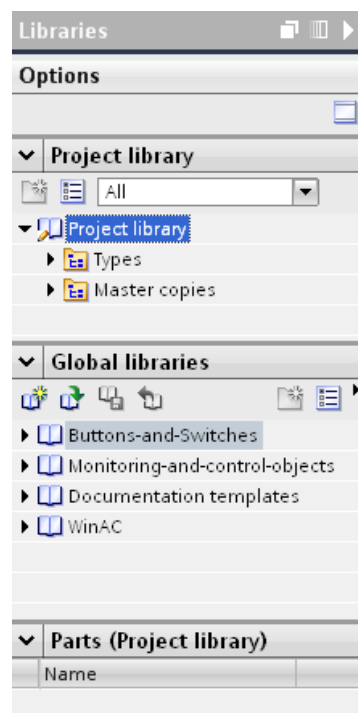 Libraries
Options
Project library
All
Project library
Types
Master copies
Global libraries
Buttons-and-Switches
Monitoring-and-control-objects
Documentation templates
WinAC
Parts (Project library)
Name